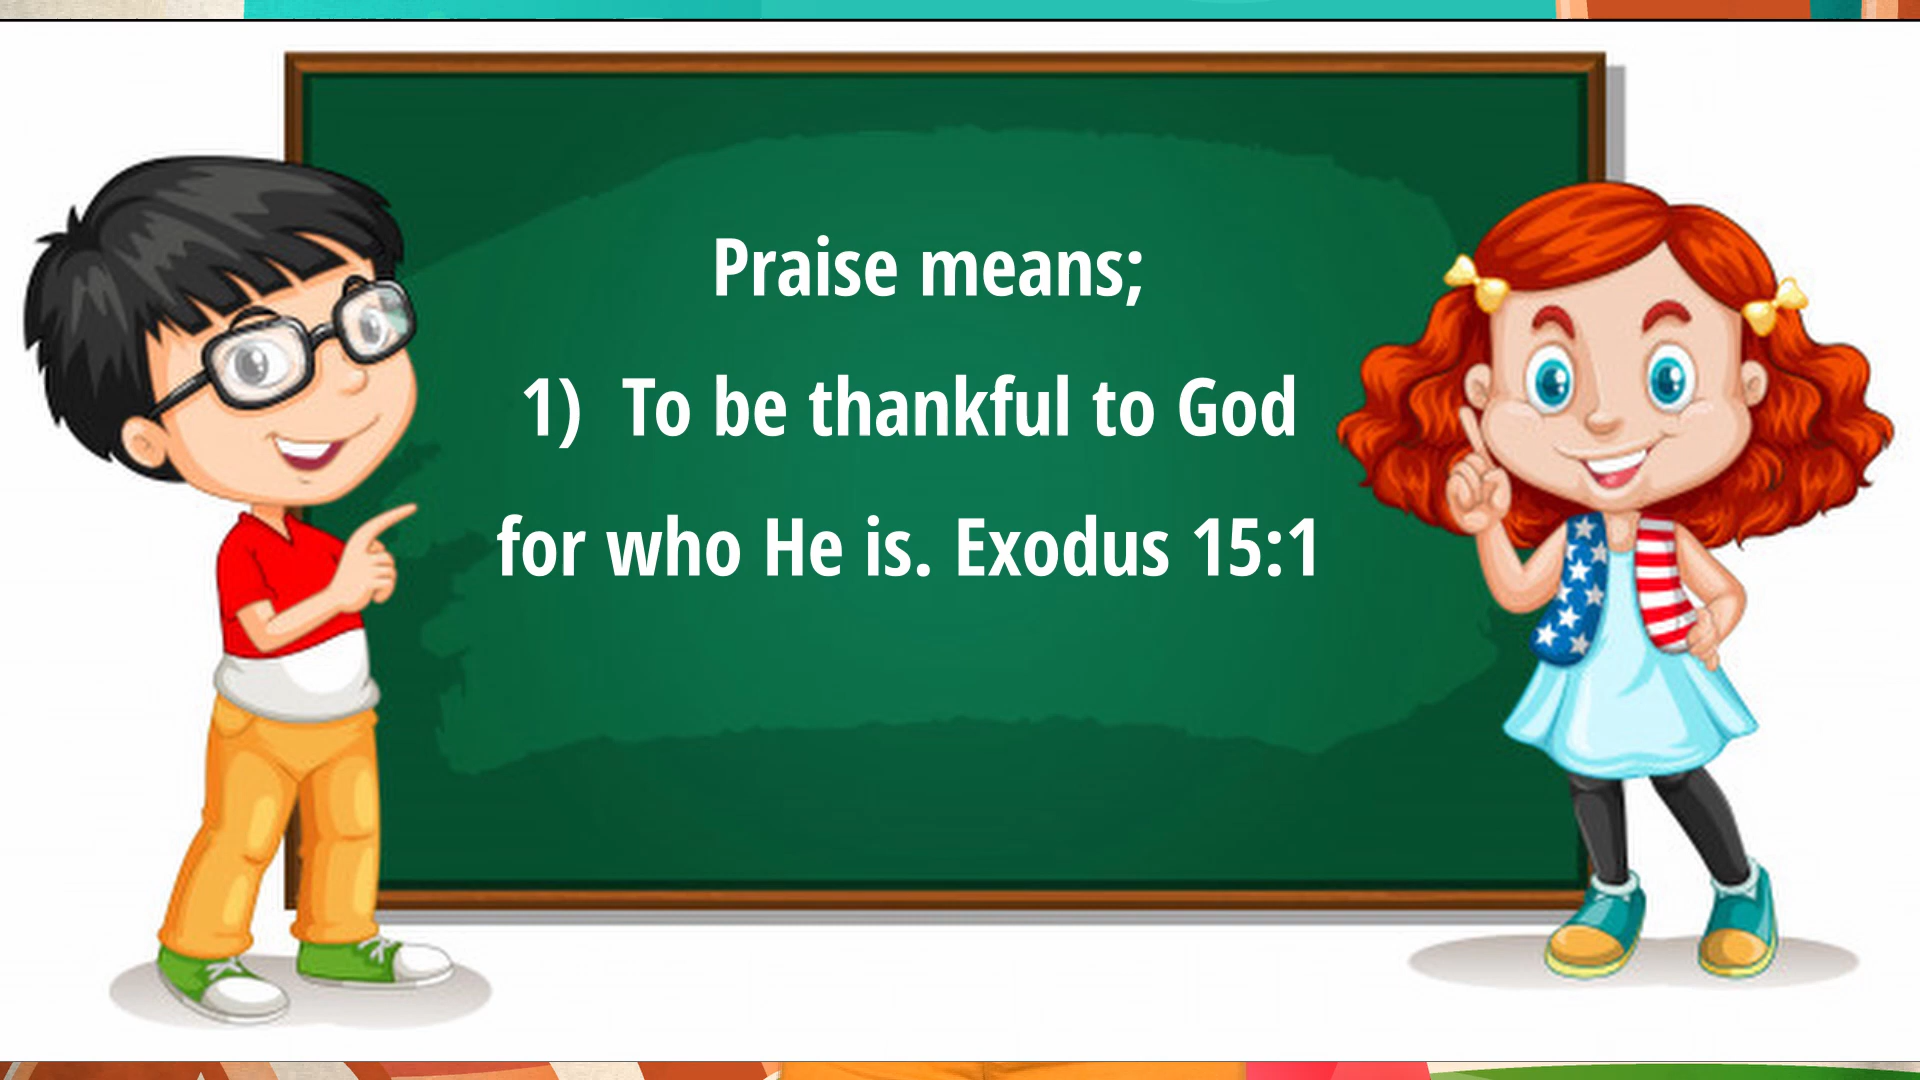 Praise means;
1) To be thankful to God
for who He is. Exodus 15:1